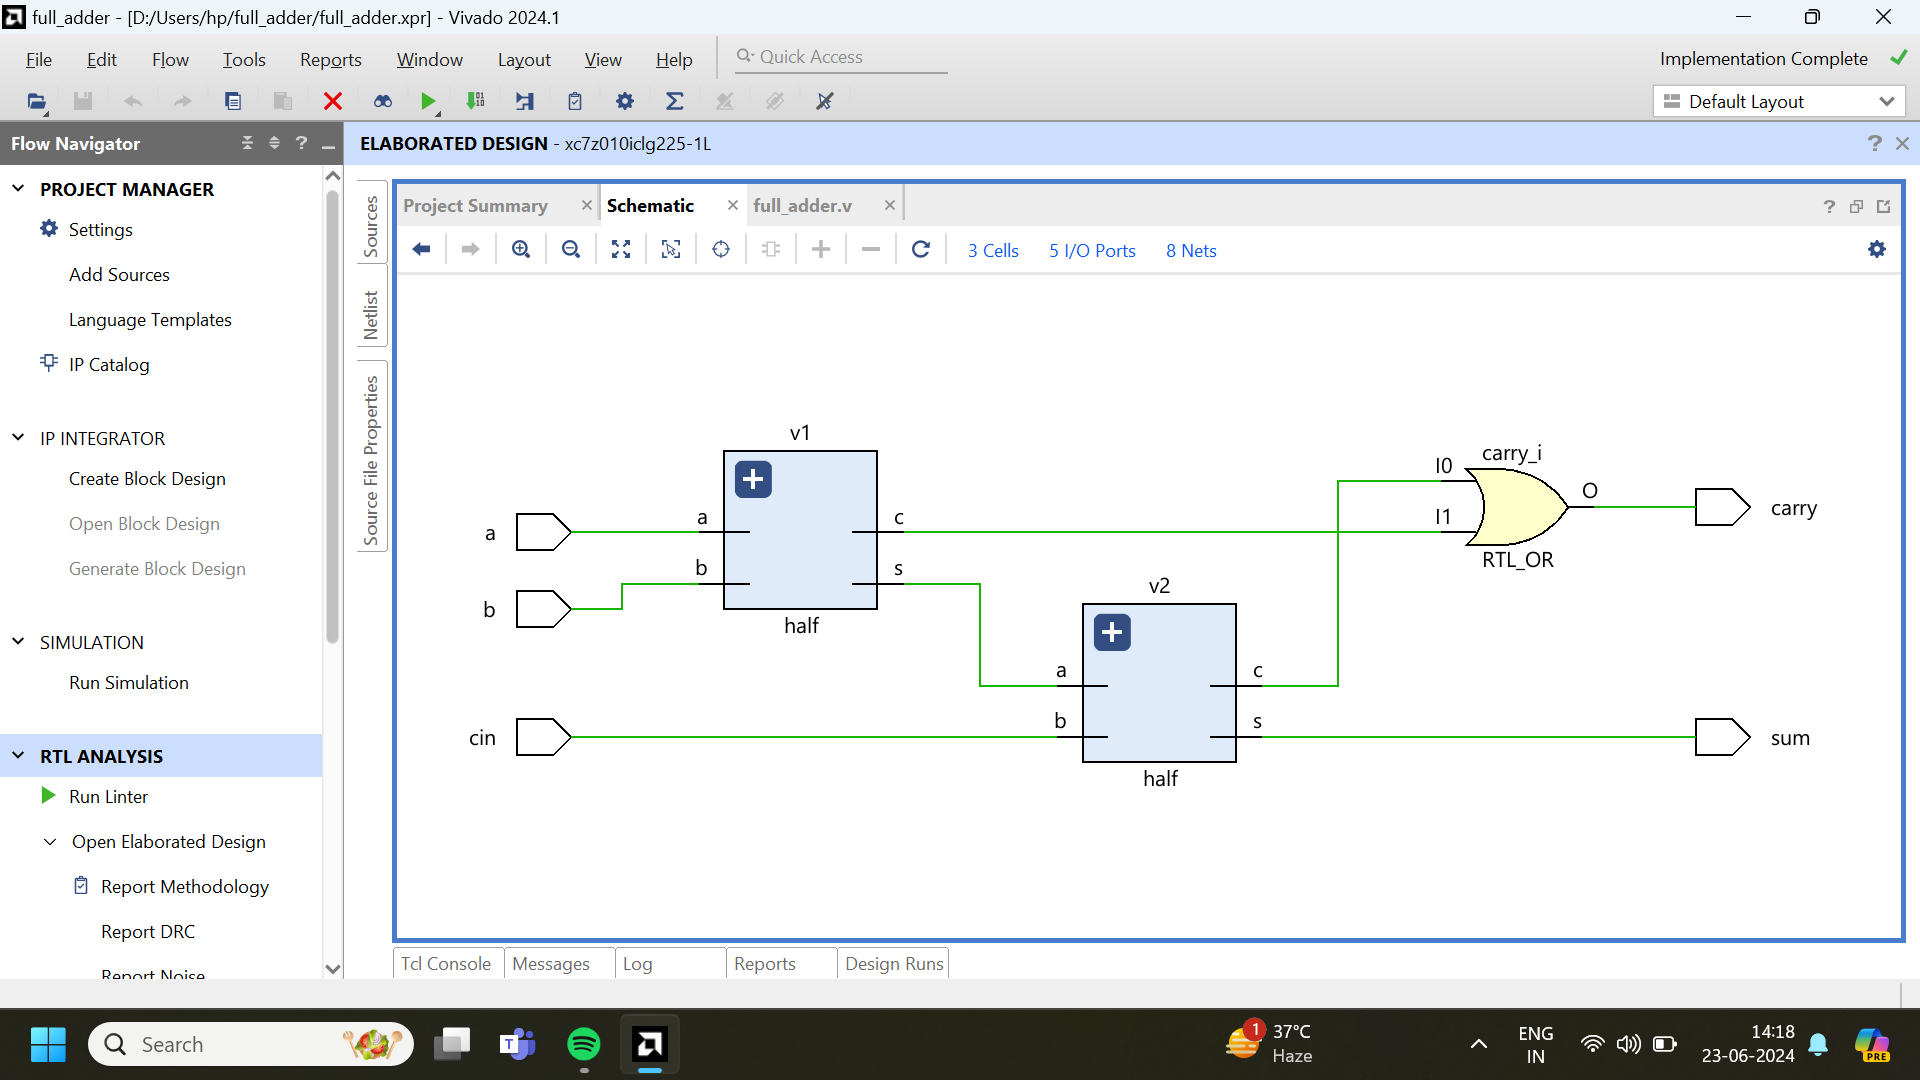 full_adder - [D:/Users/hp/full_adder/full_adder.xpr] - Vivado 2024.1
File Edit Flow Tools Reports Window Layout View Help Quick Access
Implementation Complete
Default Layout
Flow Navigator
ELABORATED DESIGN - xc7z010iclg225-1L
PROJECT MANAGER
Settings
Add Sources
Language Templates
IP Catalog
IP INTEGRATOR
Create Block Design
Open Block Design
Generate Block Design
SIMULATION
Run Simulation
RTL ANALYSIS
Run Linter
Open Elaborated Design
Report Methodology
Report DRC
Report Noise
Sources
Netlist
Source File Properties
Project Summary
Schematic
full_adder.v
3 Cells 5 I/O Ports 8 Nets
v1
a
b
c
s
half
a
b
cin
v2
a
b
c
s
half
carry_i
I0
I1
O
RTL_OR
carry
sum
Tcl Console Messages Log Reports Design Runs
Search
T
1
37°C
Haze
ENG
IN
14:18
23-06-2024
PRE